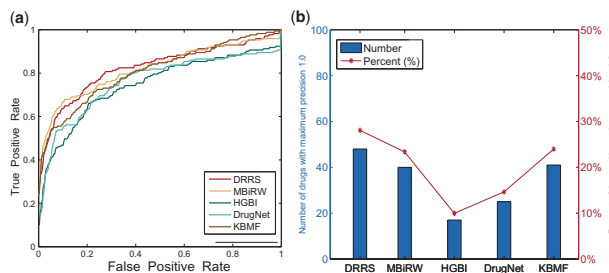 (a)
True Positive Rate
1
0.8
0.6
0.4
0.2
0
0 0.2 0.4 0.6 0.8 1
False Positive Rate
DRRS
MBiRW
HGBI
DrugNet
KBMF
(b)
Number of drugs with maximum precision 1.0
100
80
60
40
20
0
Number
Percent (%)
50%
40%
30%
20%
10%
0%
DRRS MBiRW HGBI DrugNet KBMF